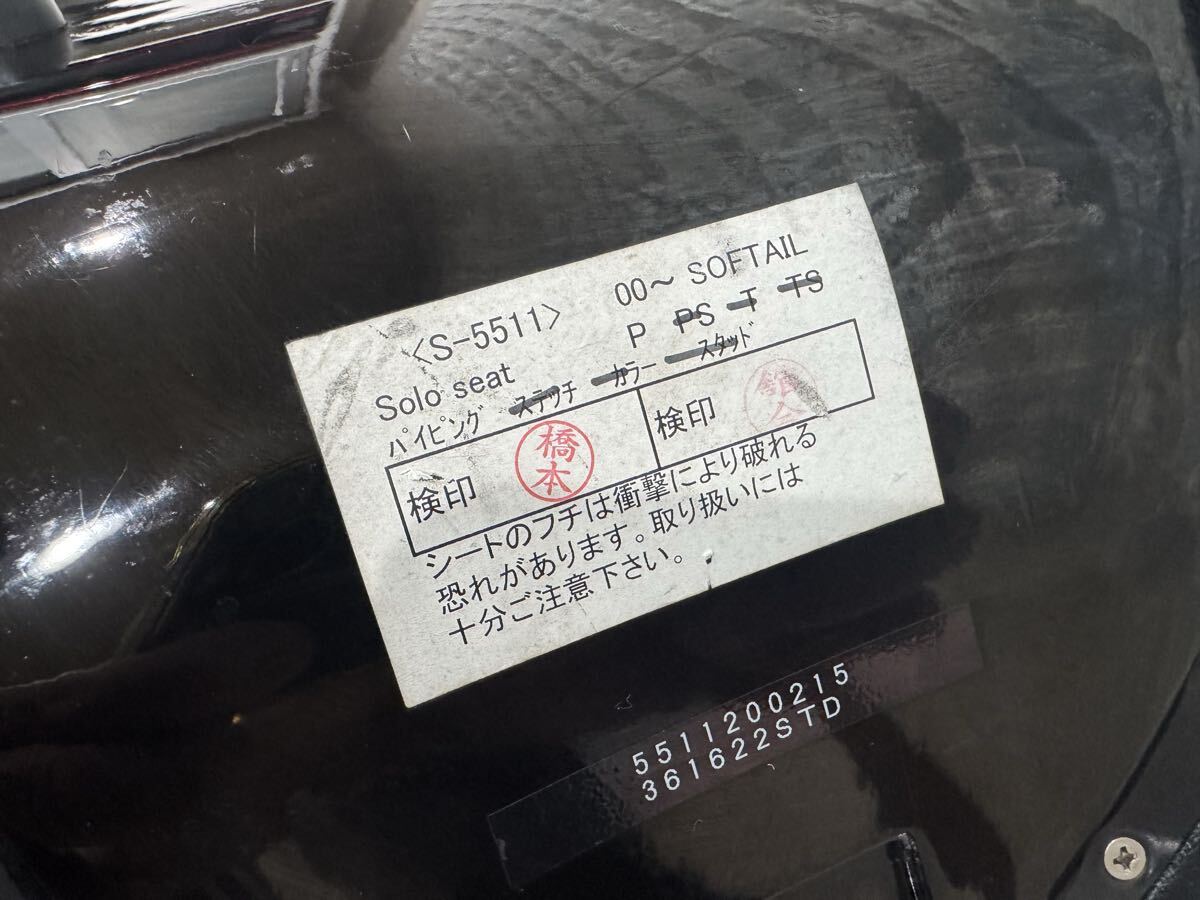 〈S-5511〉 00～ SOFTAIL
Solo seat P PS T TS
パイピング ステッチ カラー スタッド
検印 橋本 検印
シートのフチは衝撃により破れる
恐れがあります。取り扱いには
十分ご注意下さい。
5511200215
361622STD